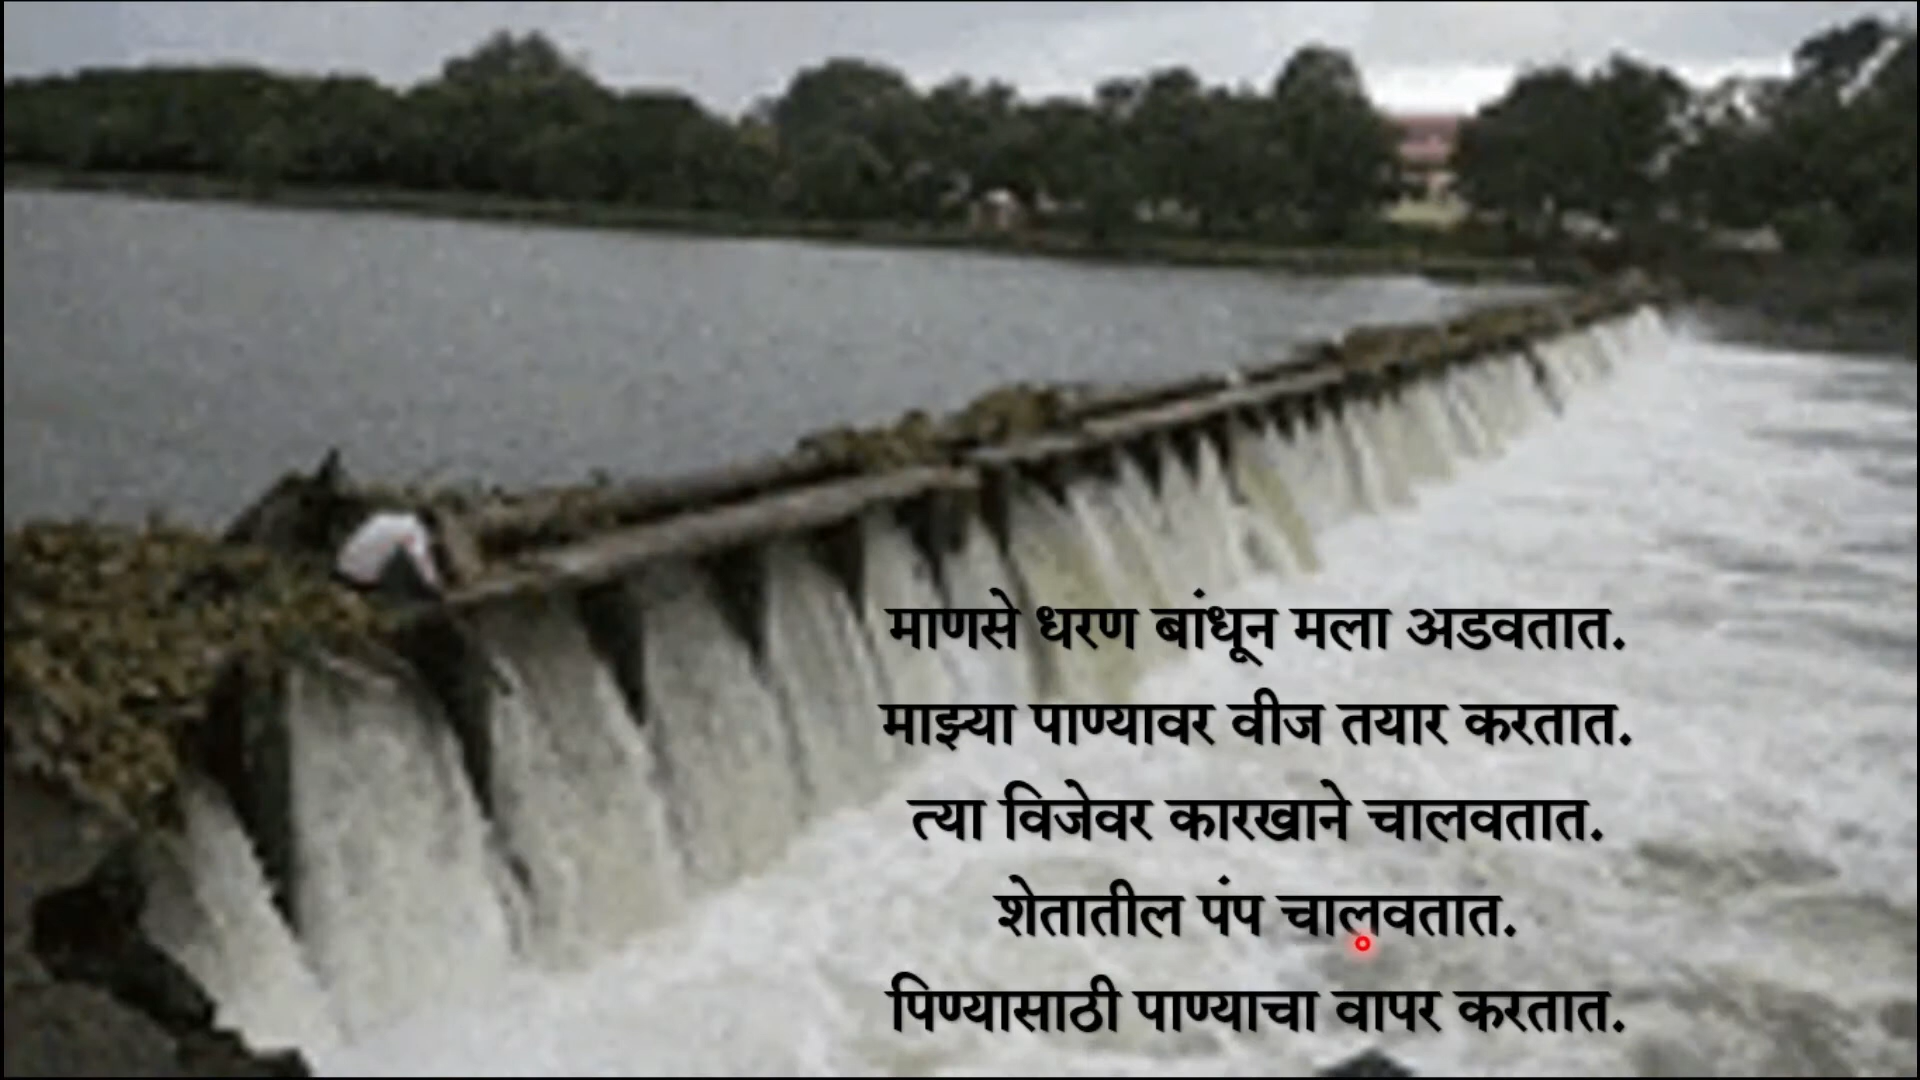 माणसे धरण बांधून मला अडवतात.
माझ्या पाण्यावर वीज तयार करतात.
त्या विजेवर कारखाने चालवतात.
शेतातील पंप चालवतात.
पिण्यासाठी पाण्याचा वापर करतात.